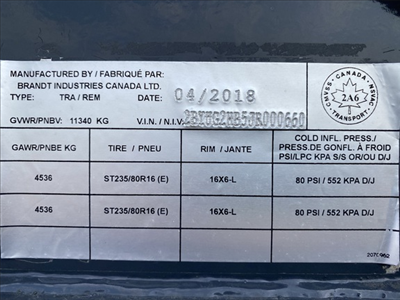 MANUFACTURED BY / FABRIQUÉ PAR:
BRANDT INDUSTRIES CANADA LTD.
TYPE: TRA / REM DATE: 04/2018
GVWR/PNBV: 11340 KG V.I.N. / N.I.V.
CANADA
CMVSS NSVAC
2A6
TRANSPORT
GAWR/PNBE KG TIRE / PNEU RIM / JANTE COLD INFL. PRESS./
PRESS.DE GONFL. À FROID
PSI/LPC KPA S/S OR/OU D/J
4536 ST235/80R16 (E) 16X6-L 80 PSI / 552 KPA D/J
4536 ST235/80R16 (E) 16X6-L 80 PSI / 552 KPA D/J